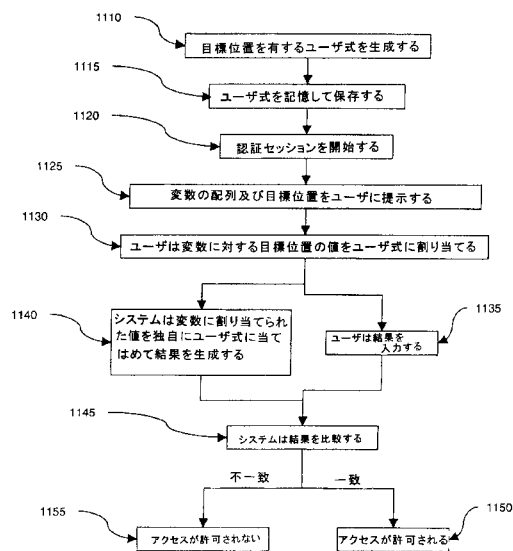 1110
目標位置を有するユーザ式を生成する
1115
ユーザ式を記憶して保存する
1120
認証セッションを開始する
1125
変数の配列及び目標位置をユーザに提示する
1130
ユーザは変数に対する目標位置の値をユーザ式に割り当てる
1140
システムは変数に割り当てられ
た値を独自にユーザ式に当て
はめて結果を生成する
1135
ユーザは結果を
入力する
1145
システムは結果を比較する
不一致
一致
1155
アクセスが許可されない
1150
アクセスが許可される